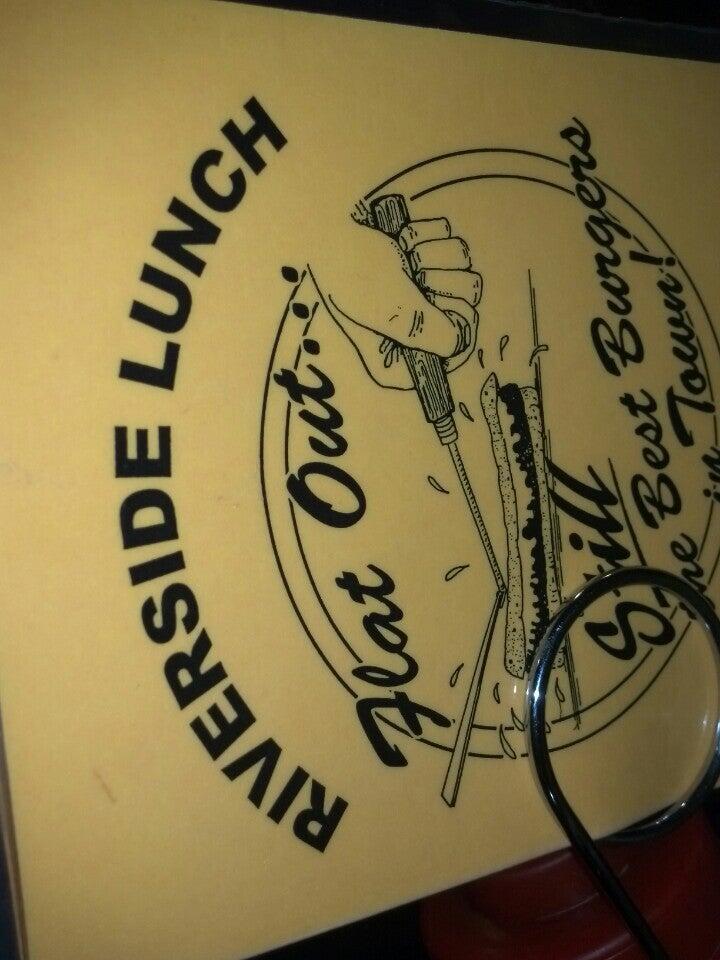 RIVERSIDE LUNCH
Flat Out...
Still
The Best Burgers
in Town!